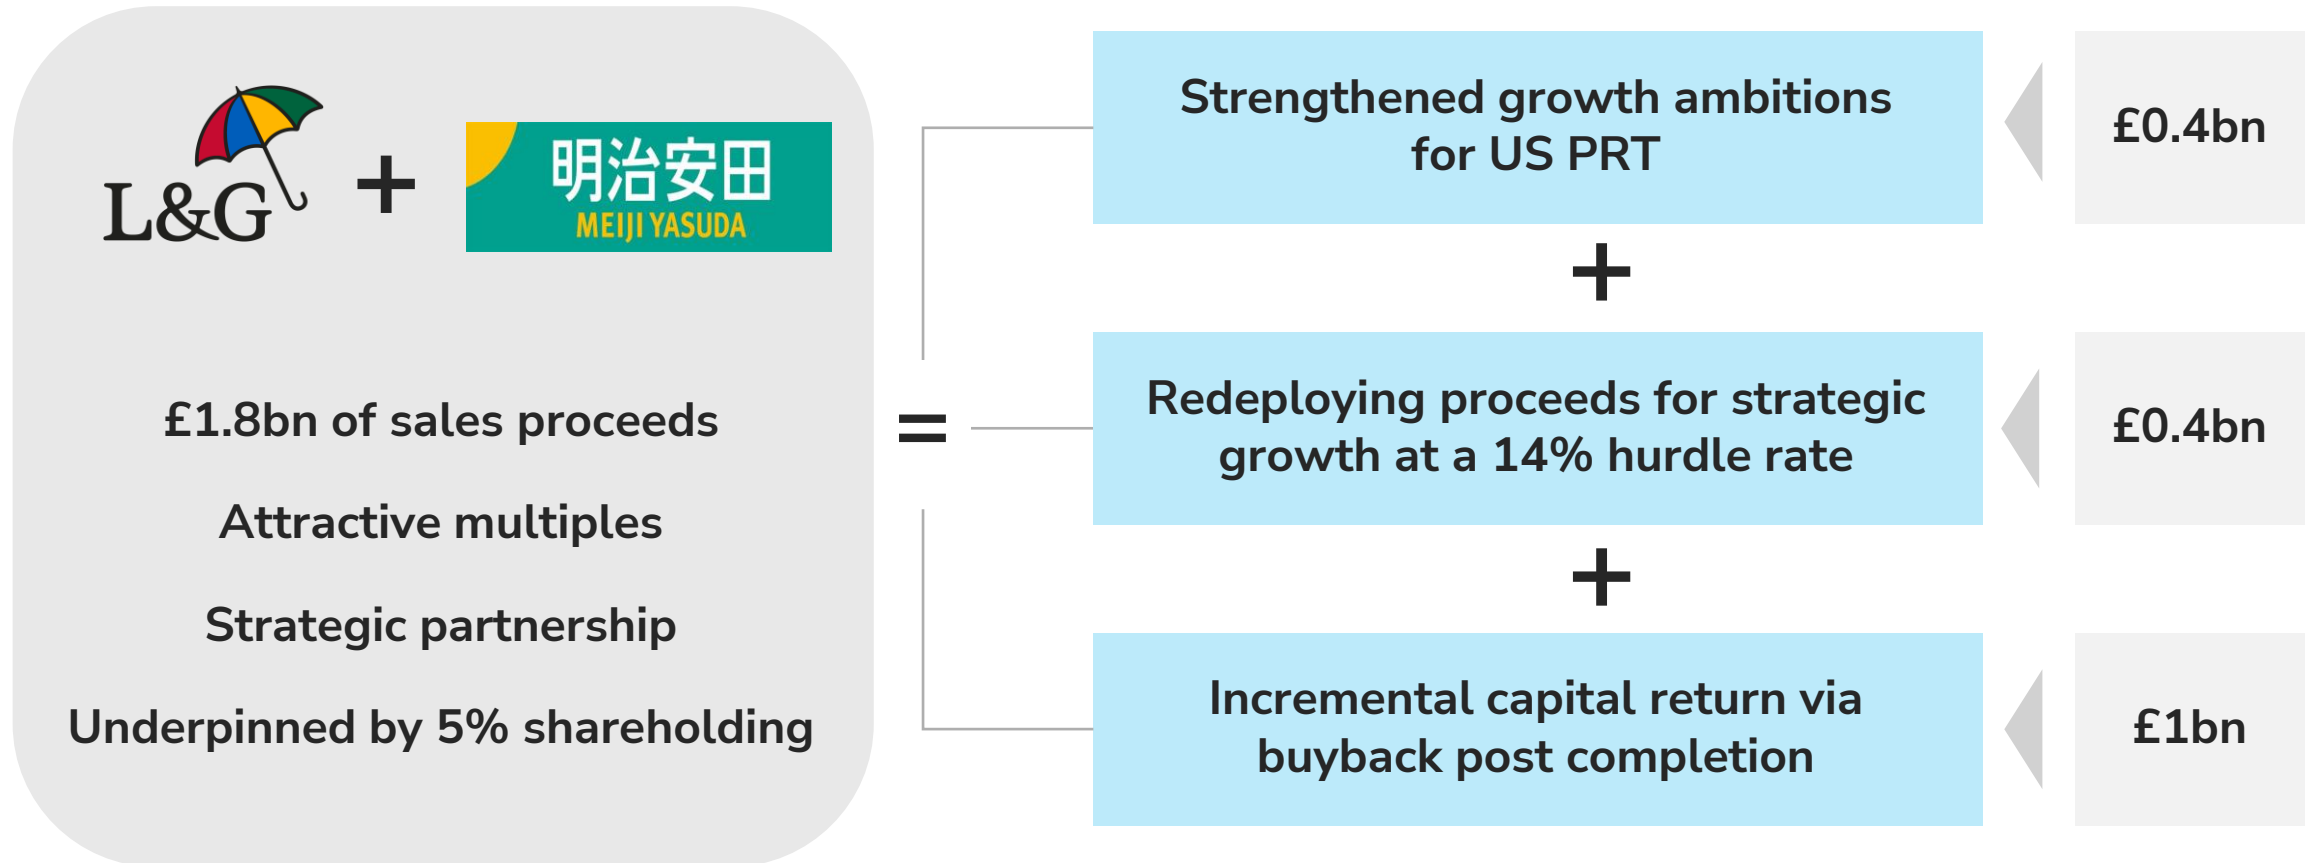 L&G
+
明治安田
MEIJI YASUDA
£1.8bn of sales proceeds
Attractive multiples
Strategic partnership
Underpinned by 5% shareholding
=
Strengthened growth ambitions
for US PRT
£0.4bn
+
Redeploying proceeds for strategic
growth at a 14% hurdle rate
£0.4bn
+
Incremental capital return via
buyback post completion
£1bn